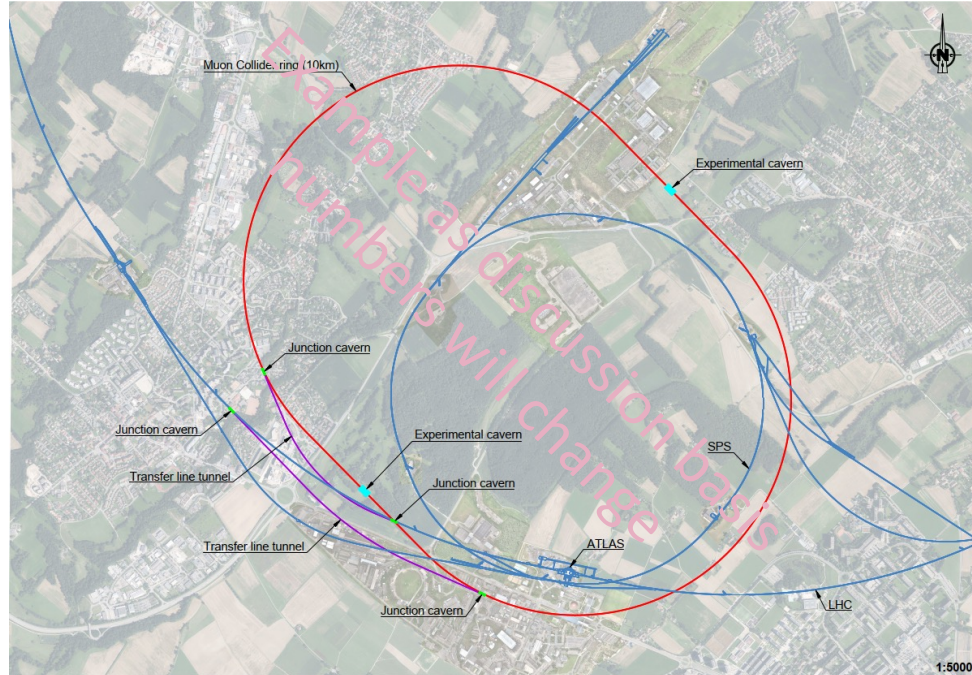 Muon Collider ring (10km)
N
Experimental cavern
Junction cavern
Junction cavern
Experimental cavern
Transfer line tunnel
Junction cavern
SPS
Transfer line tunnel
ATLAS
Junction cavern
LHC
1:5000
Example as discussion basis
numbers will change